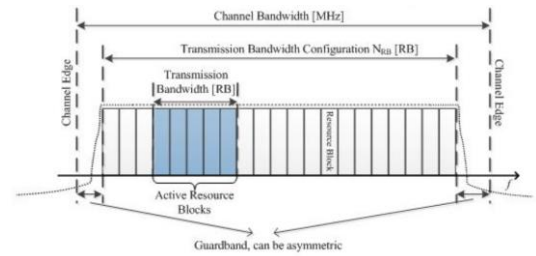 Channel Bandwidth [MHz]
Transmission Bandwidth Configuration N_RB [RB]
Channel Edge
Transmission
Bandwidth [RB]
Channel Edge
Resource Block
f
Active Resource
Blocks
Guardband, can be asymmetric